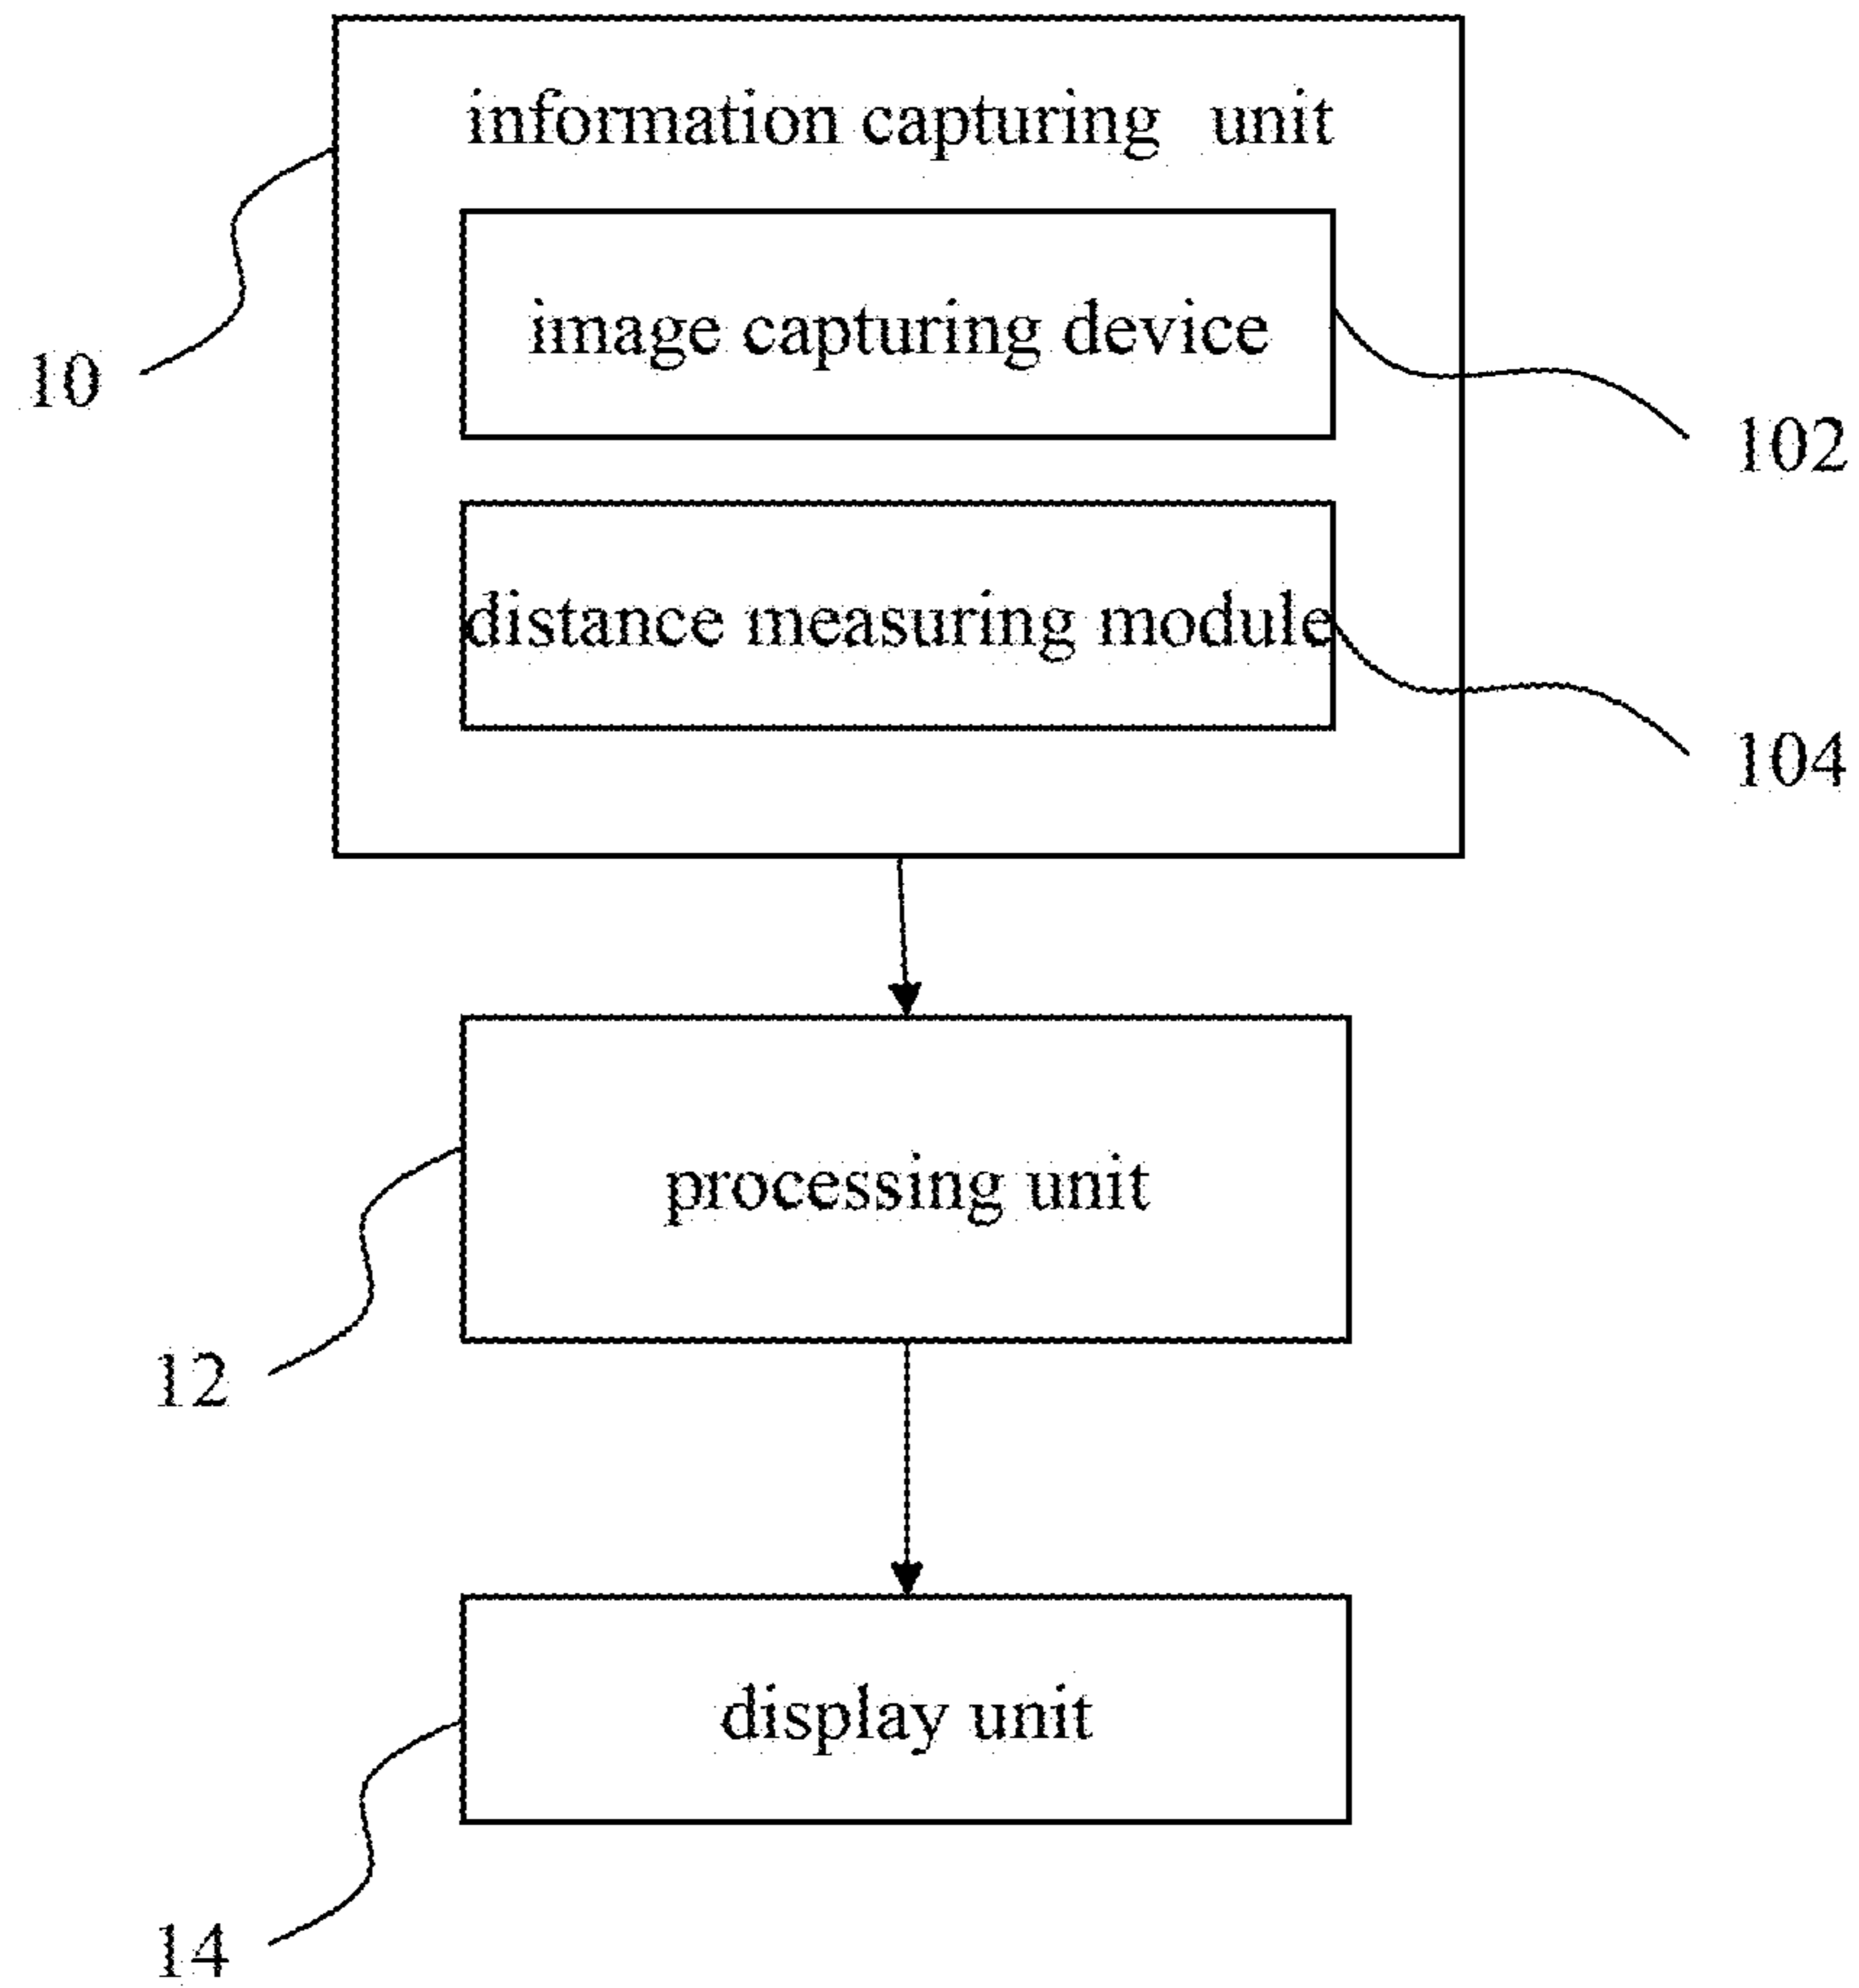 information capturing unit
image capturing device
10
102
distance measuring module
104
processing unit
12
display unit
14